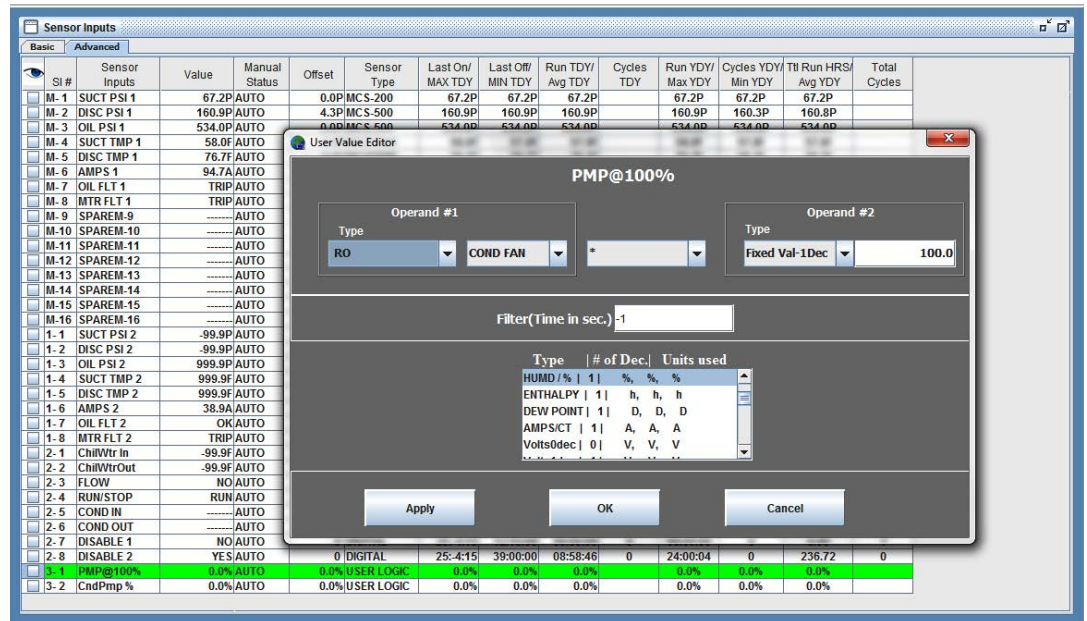 Sensor Inputs
Basic Advanced
SI # Sensor Inputs Value Manual Status Offset Sensor Type Last On/ MAX TDY Last Off/ MIN TDY Run TDY/ Avg TDY Cycles TDY Run YDY/ Max YDY Cycles YDY/ Min YDY Ttl Run HRS/ Avg YDY Total Cycles
M- 1 SUCT PSI 1 67.2P AUTO 0.0P MCS-200 67.2P 67.2P 67.2P 67.2P 67.2P 67.2P
M- 2 DISC PSI 1 160.9P AUTO 4.3P MCS-500 160.9P 160.9P 160.9P 160.9P 160.3P 160.8P
M- 3 OIL PSI 1 534.0P AUTO 0.0P MCS-500 534.0P 534.0P 534.0P 534.0P 534.0P 534.0P
M- 4 SUCT TMP 1 58.0F AUTO
M- 5 DISC TMP 1 76.7F AUTO
M- 6 AMPS 1 94.7A AUTO
M- 7 OIL FLT 1 TRIP AUTO
M- 8 MTR FLT 1 TRIP AUTO
M- 9 SPAREM-9 ------- AUTO
M-10 SPAREM-10 ------- AUTO
M-11 SPAREM-11 ------- AUTO
M-12 SPAREM-12 ------- AUTO
M-13 SPAREM-13 ------- AUTO
M-14 SPAREM-14 ------- AUTO
M-15 SPAREM-15 ------- AUTO
M-16 SPAREM-16 ------- AUTO
1- 1 SUCT PSI 2 -99.9P AUTO
1- 2 DISC PSI 2 -99.9P AUTO
1- 3 OIL PSI 2 999.9P AUTO
1- 4 SUCT TMP 2 999.9F AUTO
1- 5 DISC TMP 2 999.9F AUTO
1- 6 AMPS 2 38.9A AUTO
1- 7 OIL FLT 2 OK AUTO
1- 8 MTR FLT 2 TRIP AUTO
2- 1 ChilWtr In -99.9F AUTO
2- 2 ChilWtrOut -99.9F AUTO
2- 3 FLOW NO AUTO
2- 4 RUN/STOP RUN AUTO
2- 5 COND IN ------- AUTO
2- 6 COND OUT ------- AUTO
2- 7 DISABLE 1 NO AUTO
2- 8 DISABLE 2 YES AUTO 0 DIGITAL 25:-4:15 39:00:00 08:58:46 0 24:00:04 0 236.72 0
3- 1 PMP@100% 0.0% AUTO 0.0% USER LOGIC 0.0% 0.0% 0.0% 0.0% 0.0% 0.0%
3- 2 CndPmp % 0.0% AUTO 0.0% USER LOGIC 0.0% 0.0% 0.0% 0.0% 0.0% 0.0%
User Value Editor
PMP@100%
Operand #1
Operand #2
Type
Type
RO COND FAN * Fixed Val-1Dec 100.0
Filter(Time in sec.) -1
Type | # of Dec.| Units used
HUMD / % | 1| %, %, %
ENTHALPY | 1| h, h, h
DEW POINT | 1| D, D, D
AMPS/CT | 1| A, A, A
Volts0dec | 0| V, V, V
Apply OK Cancel